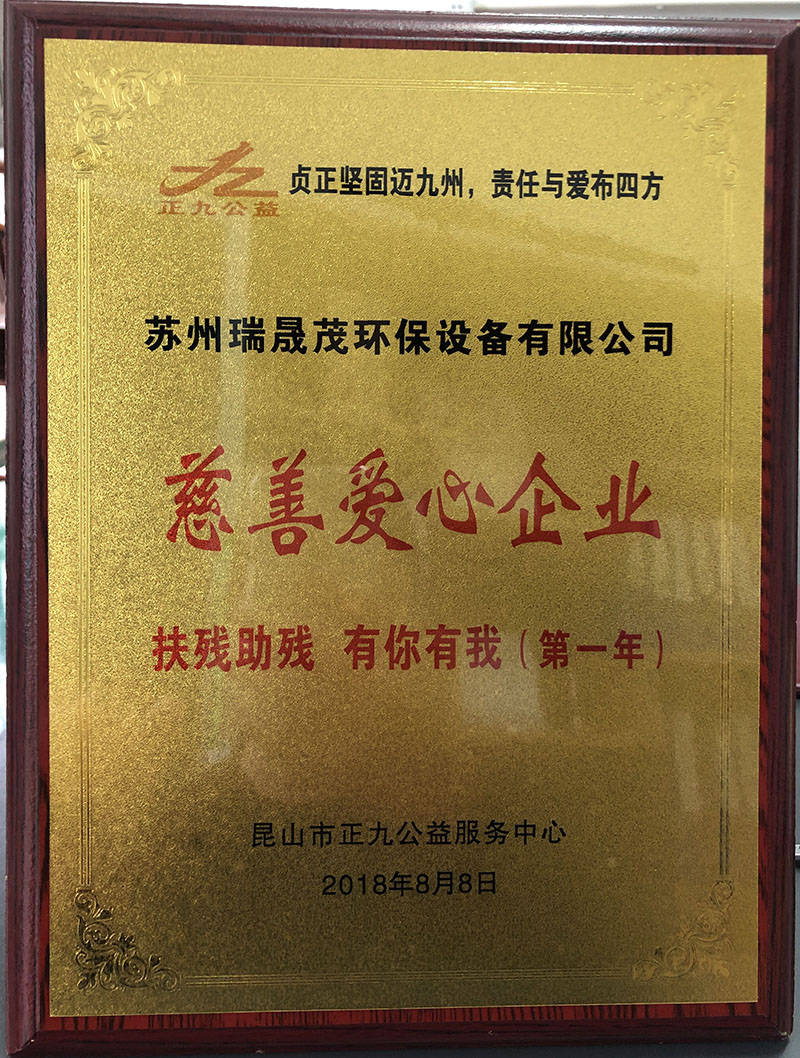 正九公益
贞正坚固迈九州，责任与爱布四方
苏州瑞晟茂环保设备有限公司
慈善爱心企业
扶残助残 有你有我（第一年）
昆山市正九公益服务中心
2018年8月8日